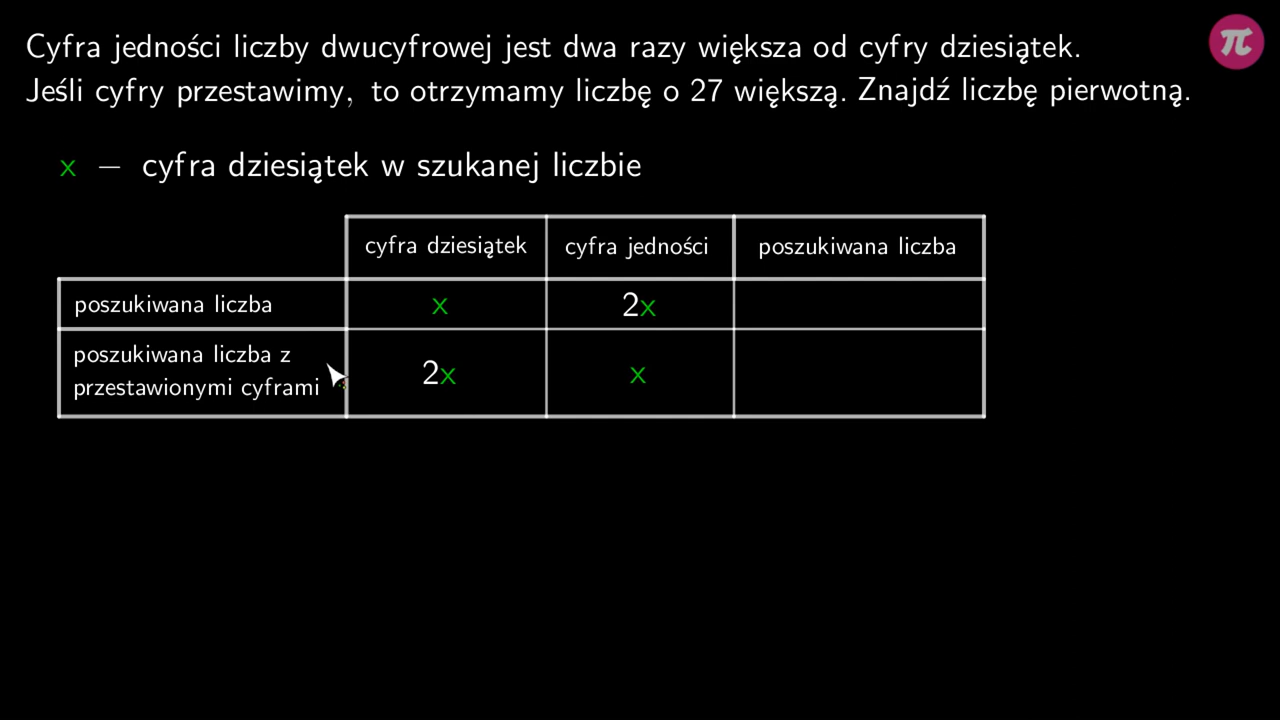 Cyfra jedności liczby dwucyfrowej jest dwa razy większa od cyfry dziesiątek.
Jeśli cyfry przestawimy, to otrzymamy liczbę o 27 większą. Znajdź liczbę pierwotną.
π
x – cyfra dziesiątek w szukanej liczbie
cyfra dziesiątek cyfra jedności poszukiwana liczba
poszukiwana liczba x 2x
poszukiwana liczba z
przestawionymi cyframi 2x x